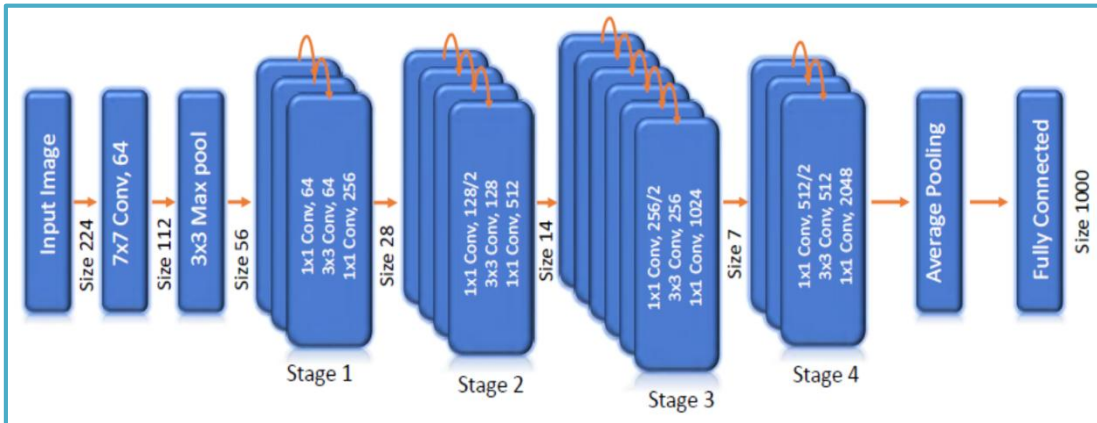 Input Image
Size 224
7x7 Conv, 64
Size 112
3x3 Max pool
Size 56
1x1 Conv, 64
3x3 Conv, 64
1x1 Conv, 256
Stage 1
Size 28
1x1 Conv, 128/2
3x3 Conv, 128
1x1 Conv, 512
Stage 2
Size 14
1x1 Conv, 256/2
3x3 Conv, 256
1x1 Conv, 1024
Stage 3
Size 7
1x1 Conv, 512/2
3x3 Conv, 512
1x1 Conv, 2048
Stage 4
Average Pooling
Fully Connected
Size 1000